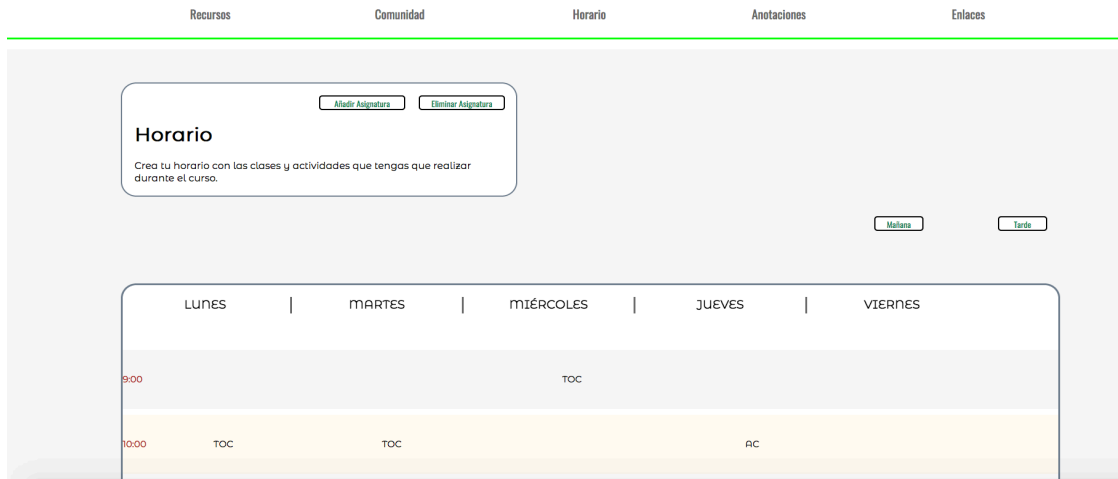 Recursos Comunidad Horario Anotaciones Enlaces
Añadir Asignatura Eliminar Asignatura
Horario
Crea tu horario con las clases y actividades que tengas que realizar
durante el curso.
Mañana Tarde
LUNES | MARTES | MIÉRCOLES | JUEVES | VIERNES
9:00 TOC
10:00 TOC TOC AC